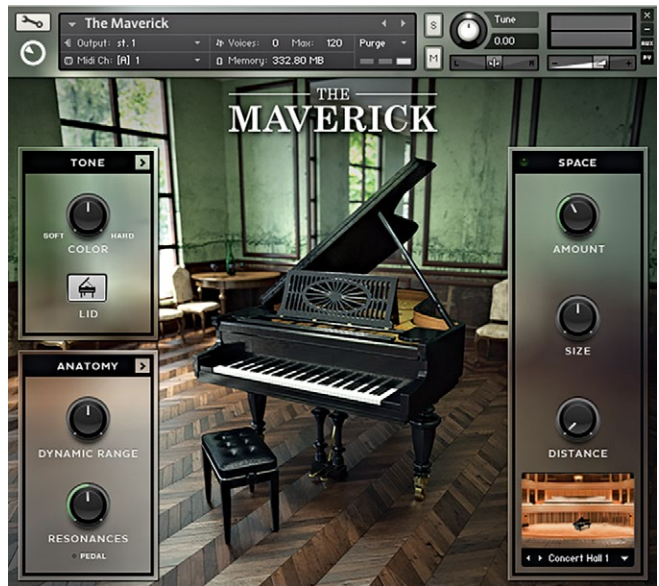 The Maverick
Output: st.1
Voices: 0 Max: 120 Purge
Midi Ch: [A] 1
Memory: 332.80 MB
S
M
Tune
0.00
L R
- +
×
-
AUX
PV
THE
MAVERICK
TONE
SOFT HARD
COLOR
LID
ANATOMY
DYNAMIC RANGE
RESONANCES
PEDAL
SPACE
AMOUNT
SIZE
DISTANCE
Concert Hall 1